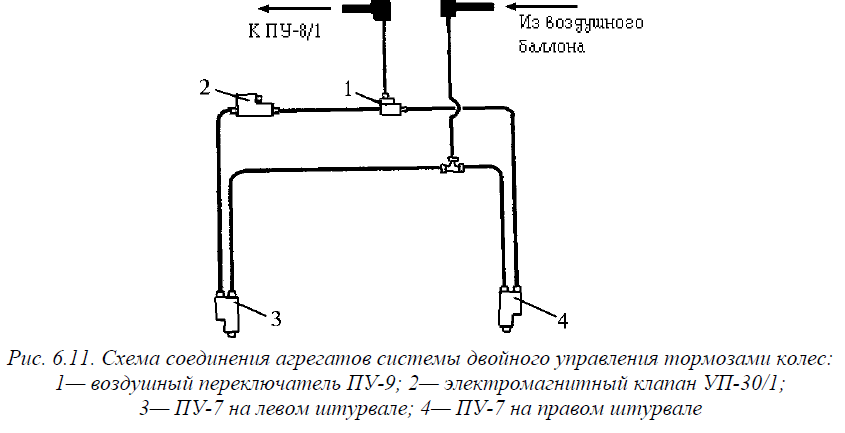 К ПУ-8/1
Из воздушного
баллона
2
1
3
4
Рис. 6.11. Схема соединения агрегатов системы двойного управления тормозами колес:
1— воздушный переключатель ПУ-9; 2— электромагнитный клапан УП-30/1;
3— ПУ-7 на левом штурвале; 4— ПУ-7 на правом штурвале